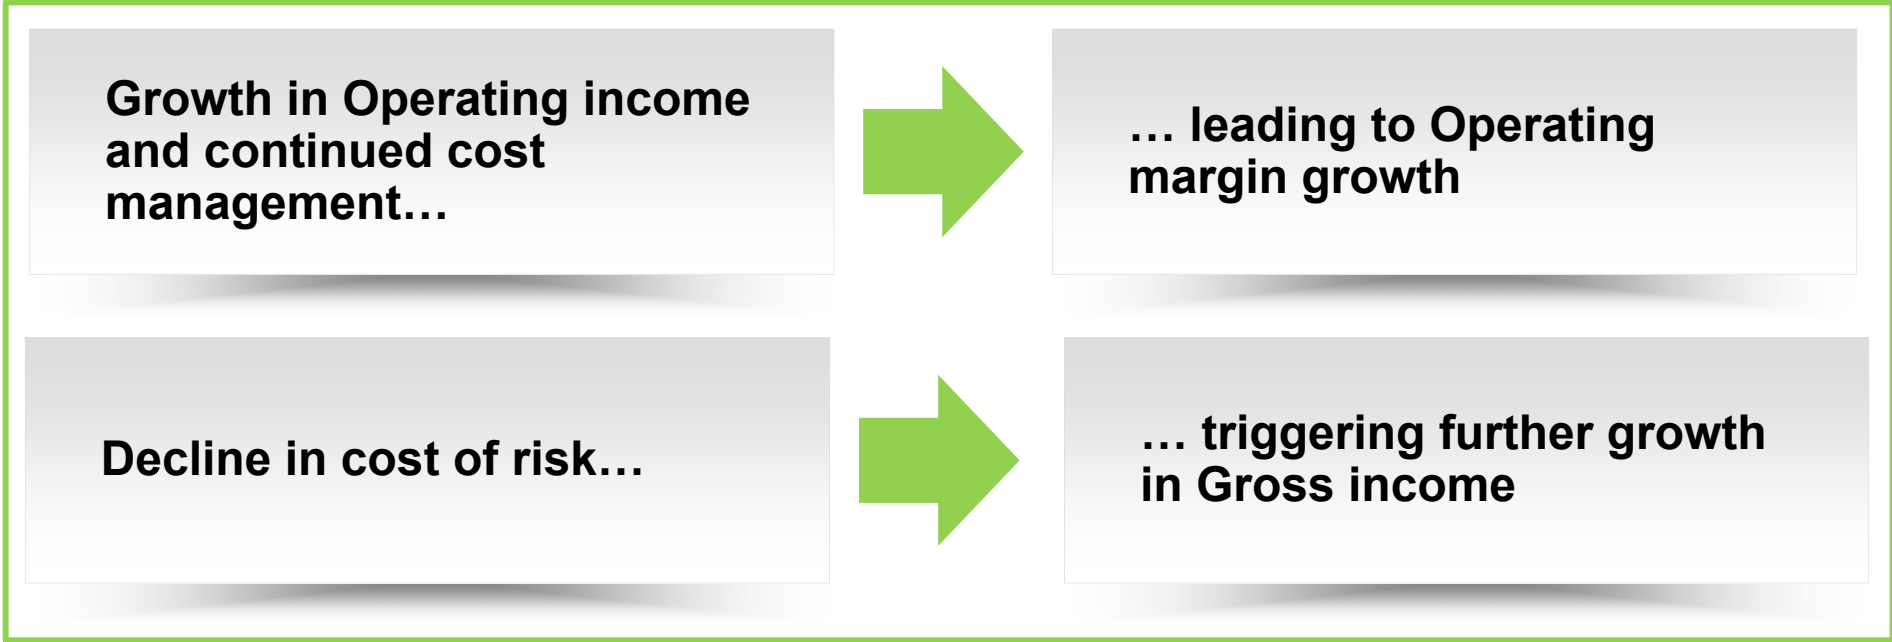 Growth in Operating income
and continued cost
management…
… leading to Operating
margin growth
Decline in cost of risk…
… triggering further growth
in Gross income